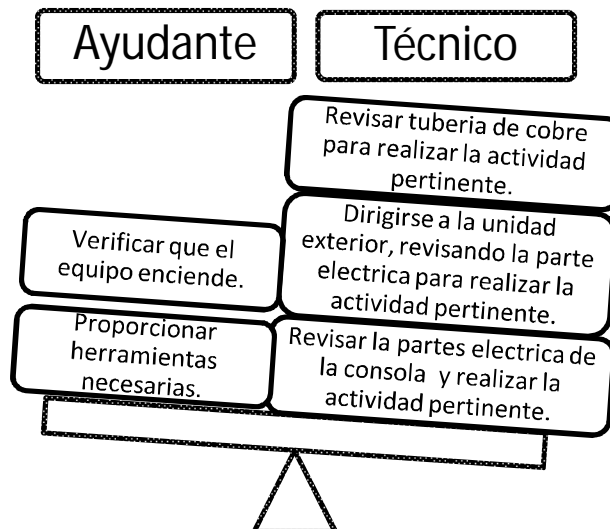 Ayudante
Técnico
Revisar tuberia de cobre
para realizar la actividad
pertinente.
Verificar que el
equipo enciende.
Dirigirse a la unidad
exterior, revisando la parte
electrica para realizar la
actividad pertinente.
Proporcionar
herramientas
necesarias.
Revisar la partes electrica de
la consola y realizar la
actividad pertinente.